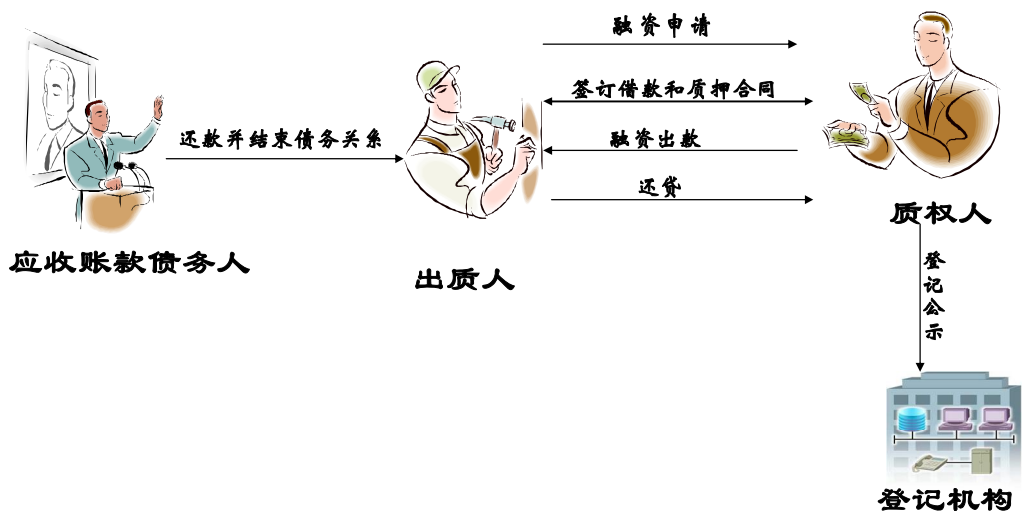 融资申请
签订借款和质押合同
还款并结束债务关系
融资出款
还贷
质权人
应收账款债务人
出质人
登记公示
登记机构